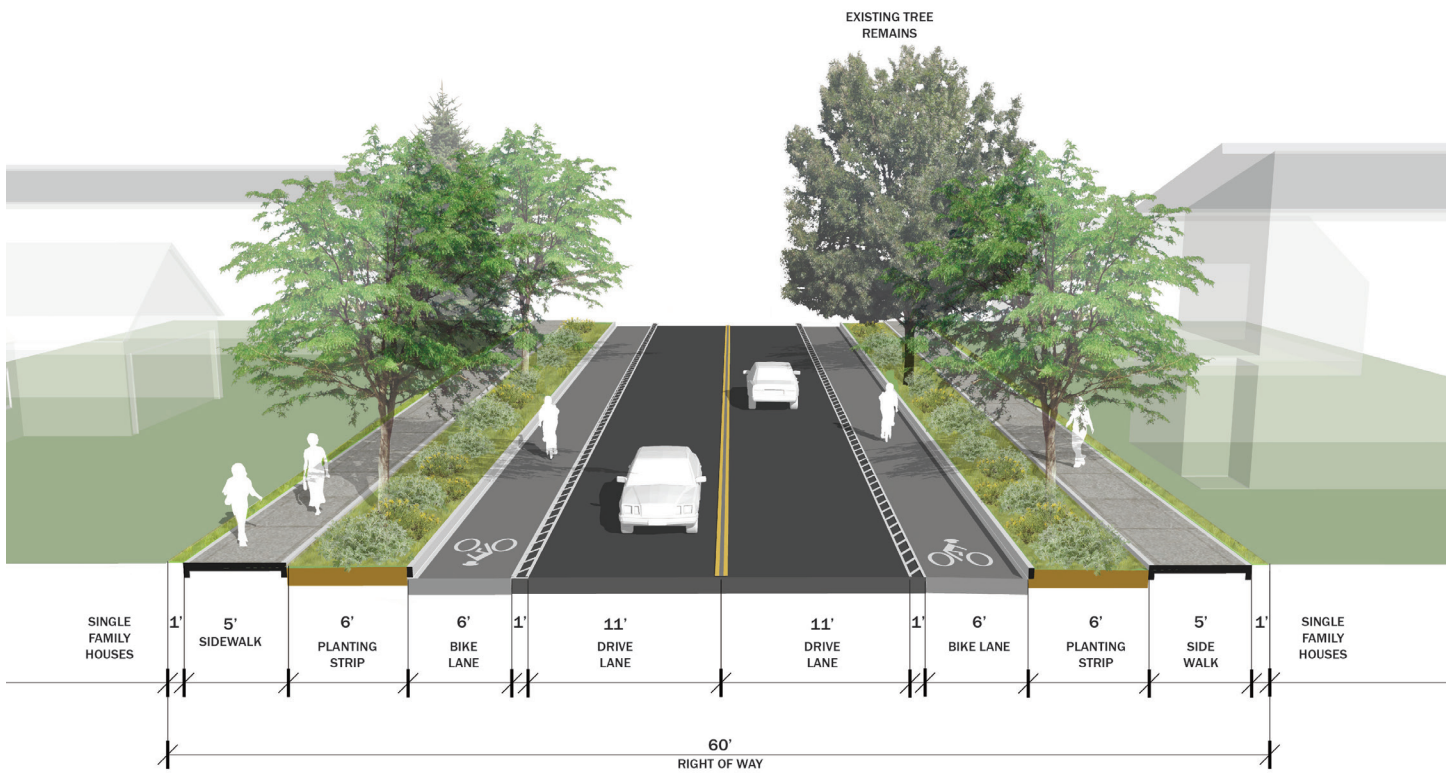 EXISTING TREE
REMAINS
SINGLE
FAMILY
HOUSES
1'
5'
SIDEWALK
6'
PLANTING
STRIP
6'
BIKE
LANE
1'
11'
DRIVE
LANE
11'
DRIVE
LANE
1'
6'
BIKE LANE
6'
PLANTING
STRIP
5'
SIDE
WALK
1'
SINGLE
FAMILY
HOUSES
60'
RIGHT OF WAY